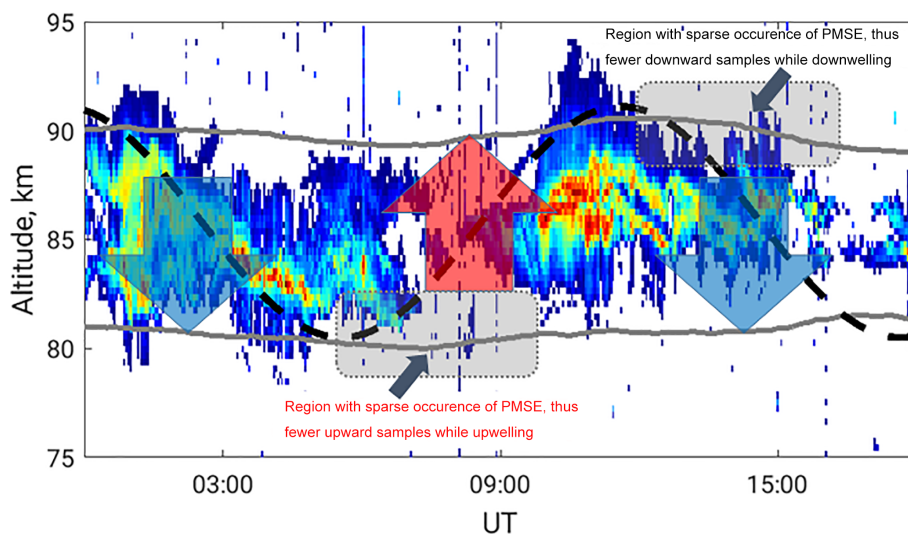 95
Region with sparse occurence of PMSE, thus
fewer downward samples while downwelling
90
Altitude, km
85
80
Region with sparse occurence of PMSE, thus
fewer upward samples while upwelling
75
03:00
09:00
15:00
UT